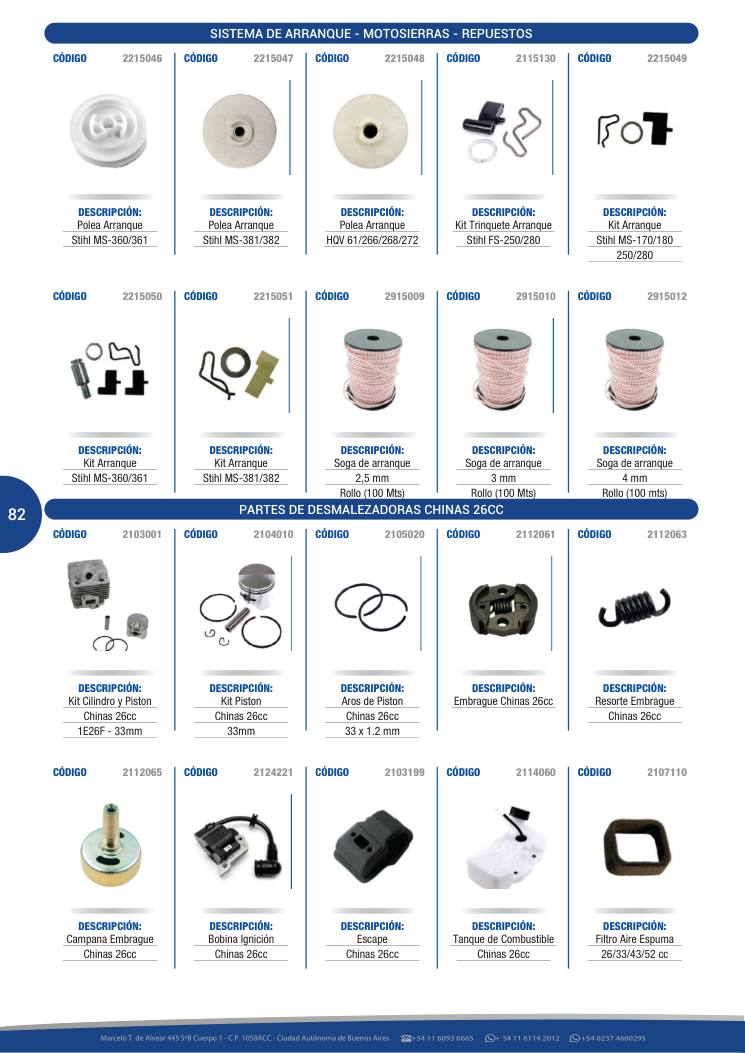 SISTEMA DE ARRANQUE - MOTOSIERRAS - REPUESTOS
CÓDIGO 2215046
DESCRIPCIÓN:
Polea Arranque
Stihl MS-360/361
CÓDIGO 2215047
DESCRIPCIÓN:
Polea Arranque
Stihl MS-381/382
CÓDIGO 2215048
DESCRIPCIÓN:
Polea Arranque
HQV 61/266/268/272
CÓDIGO 2115130
DESCRIPCIÓN:
Kit Trinquete Arranque
Stihl FS-250/280
CÓDIGO 2215049
DESCRIPCIÓN:
Kit Arranque
Stihl MS-170/180
250/280
CÓDIGO 2215050
DESCRIPCIÓN:
Kit Arranque
Stihl MS-360/361
CÓDIGO 2215051
DESCRIPCIÓN:
Kit Arranque
Stihl MS-381/382
CÓDIGO 2915009
DESCRIPCIÓN:
Soga de arranque
2,5 mm
Rollo (100 Mts)
CÓDIGO 2915010
DESCRIPCIÓN:
Soga de arranque
3 mm
Rollo (100 Mts)
CÓDIGO 2915012
DESCRIPCIÓN:
Soga de arranque
4 mm
Rollo (100 mts)
82
PARTES DE DESMALEZADORAS CHINAS 26CC
CÓDIGO 2103001
DESCRIPCIÓN:
Kit Cilindro y Piston
Chinas 26cc
1E26F - 33mm
CÓDIGO 2104010
DESCRIPCIÓN:
Kit Piston
Chinas 26cc
33mm
CÓDIGO 2105020
DESCRIPCIÓN:
Aros de Piston
Chinas 26cc
33 x 1.2 mm
CÓDIGO 2112061
DESCRIPCIÓN:
Embrague Chinas 26cc
CÓDIGO 2112063
DESCRIPCIÓN:
Resorte Embrague
Chinas 26cc
CÓDIGO 2112065
DESCRIPCIÓN:
Campana Embrague
Chinas 26cc
CÓDIGO 2124221
DESCRIPCIÓN:
Bobina Ignición
Chinas 26cc
CÓDIGO 2103199
DESCRIPCIÓN:
Escape
Chinas 26cc
CÓDIGO 2114060
DESCRIPCIÓN:
Tanque de Combustible
Chinas 26cc
CÓDIGO 2107110
DESCRIPCIÓN:
Filtro Aire Espuma
26/33/43/52 cc
Marcelo T. de Alvear 445 5ºB Cuerpo 1 - C.P. 1058ACC - Ciudad Autónoma de Buenos Aires. +54 11 6093 6665 + 54 11 6114 2012 +54 0237 4660295